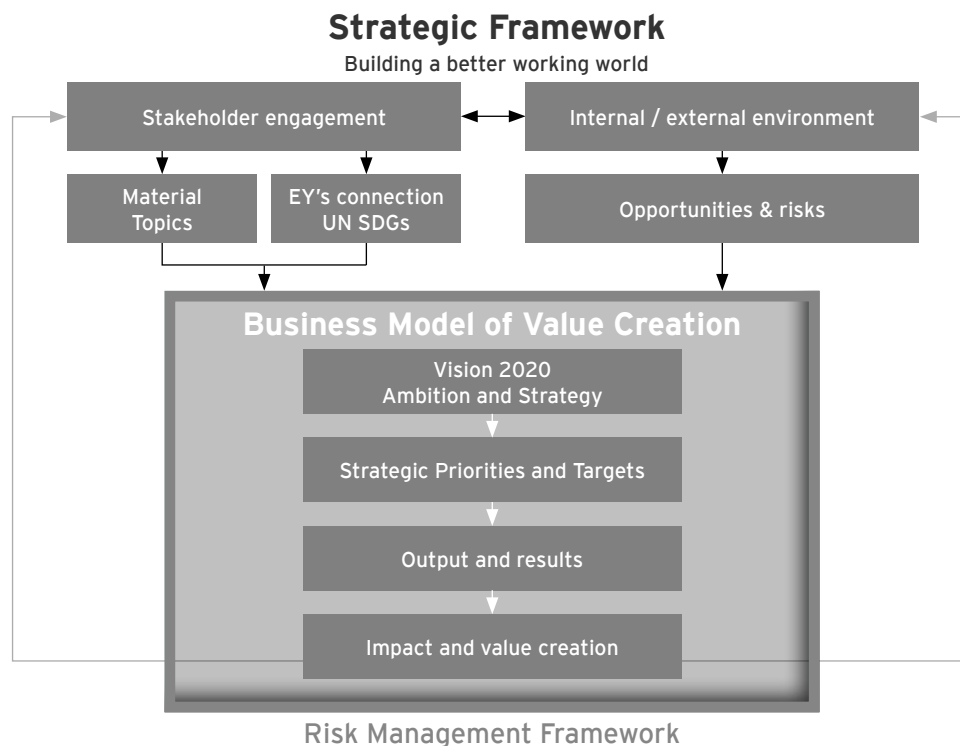 Strategic Framework
Building a better working world
Stakeholder engagement
Internal / external environment
Material
Topics
EY's connection
UN SDGs
Opportunities & risks
Business Model of Value Creation
Vision 2020
Ambition and Strategy
Strategic Priorities and Targets
Output and results
Impact and value creation
Risk Management Framework